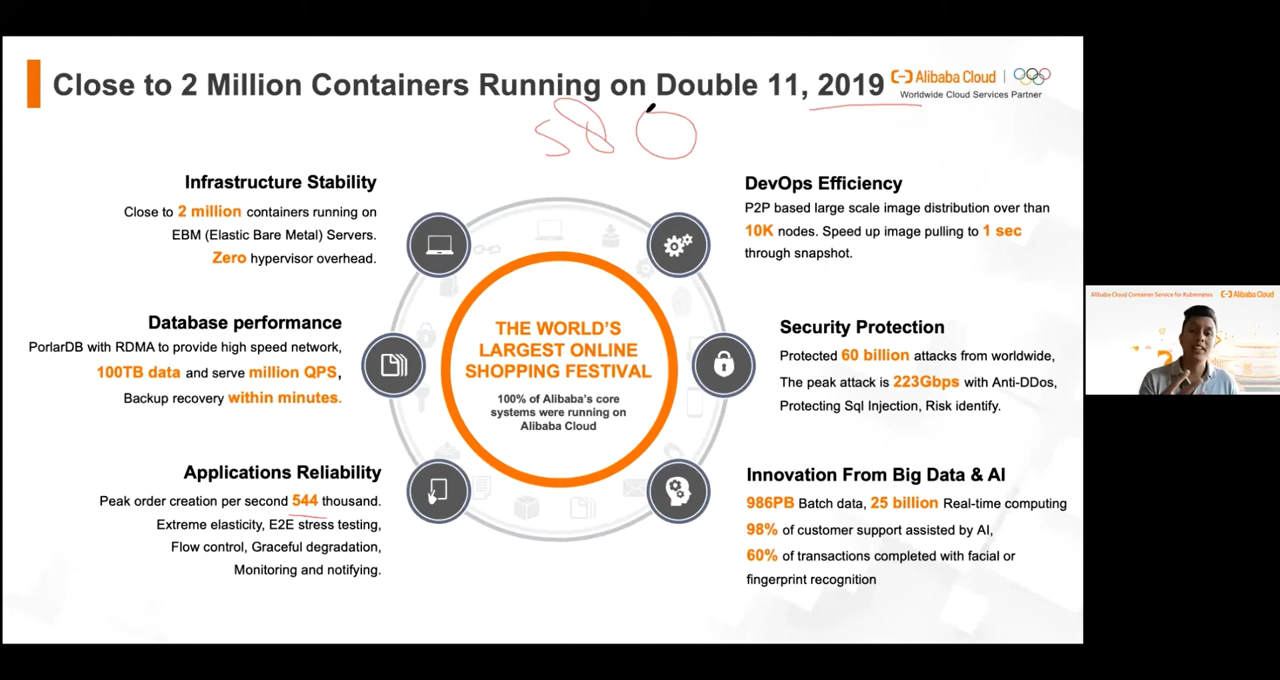 Close to 2 Million Containers Running on Double 11, 2019
Alibaba Cloud
Worldwide Cloud Services Partner
580
Infrastructure Stability
Close to 2 million containers running on
EBM (Elastic Bare Metal) Servers.
Zero hypervisor overhead.
Database performance
PorlarDB with RDMA to provide high speed network,
100TB data and serve million QPS,
Backup recovery within minutes.
Applications Reliability
Peak order creation per second 544 thousand.
Extreme elasticity, E2E stress testing,
Flow control, Graceful degradation,
Monitoring and notifying.
THE WORLD'S
LARGEST ONLINE
SHOPPING FESTIVAL
100% of Alibaba's core
systems were running on
Alibaba Cloud
DevOps Efficiency
P2P based large scale image distribution over than
10K nodes. Speed up image pulling to 1 sec
through snapshot.
Security Protection
Protected 60 billion attacks from worldwide,
The peak attack is 223Gbps with Anti-DDos,
Protecting Sql Injection, Risk identify.
Innovation From Big Data & AI
986PB Batch data, 25 billion Real-time computing
98% of customer support assisted by AI,
60% of transactions completed with facial or
fingerprint recognition
Alibaba Cloud Container Service for Kubernetes
Alibaba Cloud